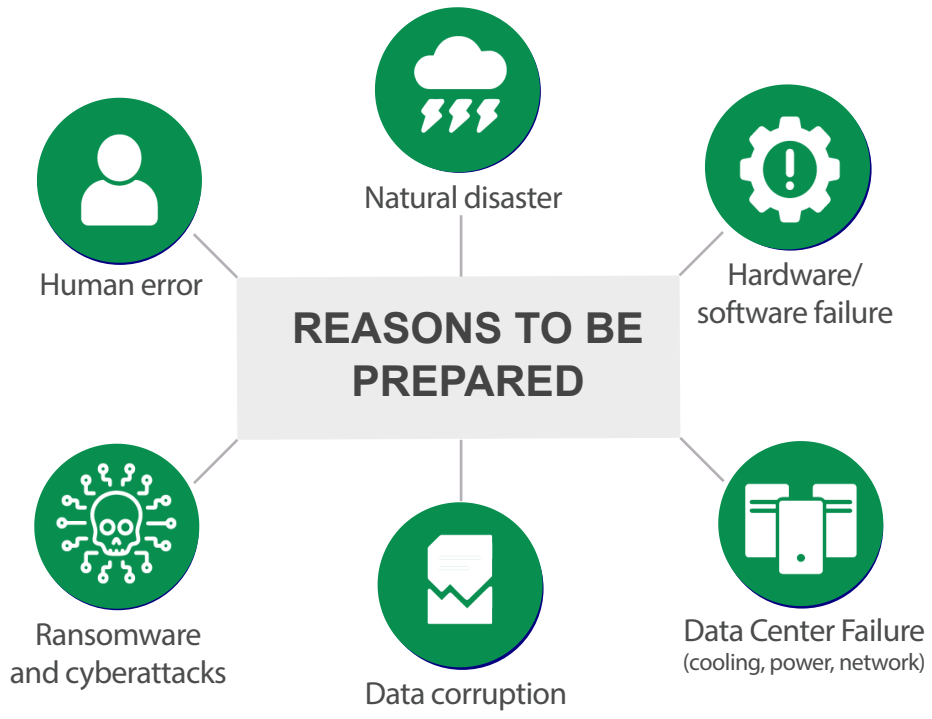 Natural disaster
Human error
Hardware/
software failure
REASONS TO BE
PREPARED
Ransomware
and cyberattacks
Data corruption
Data Center Failure
(cooling, power, network)